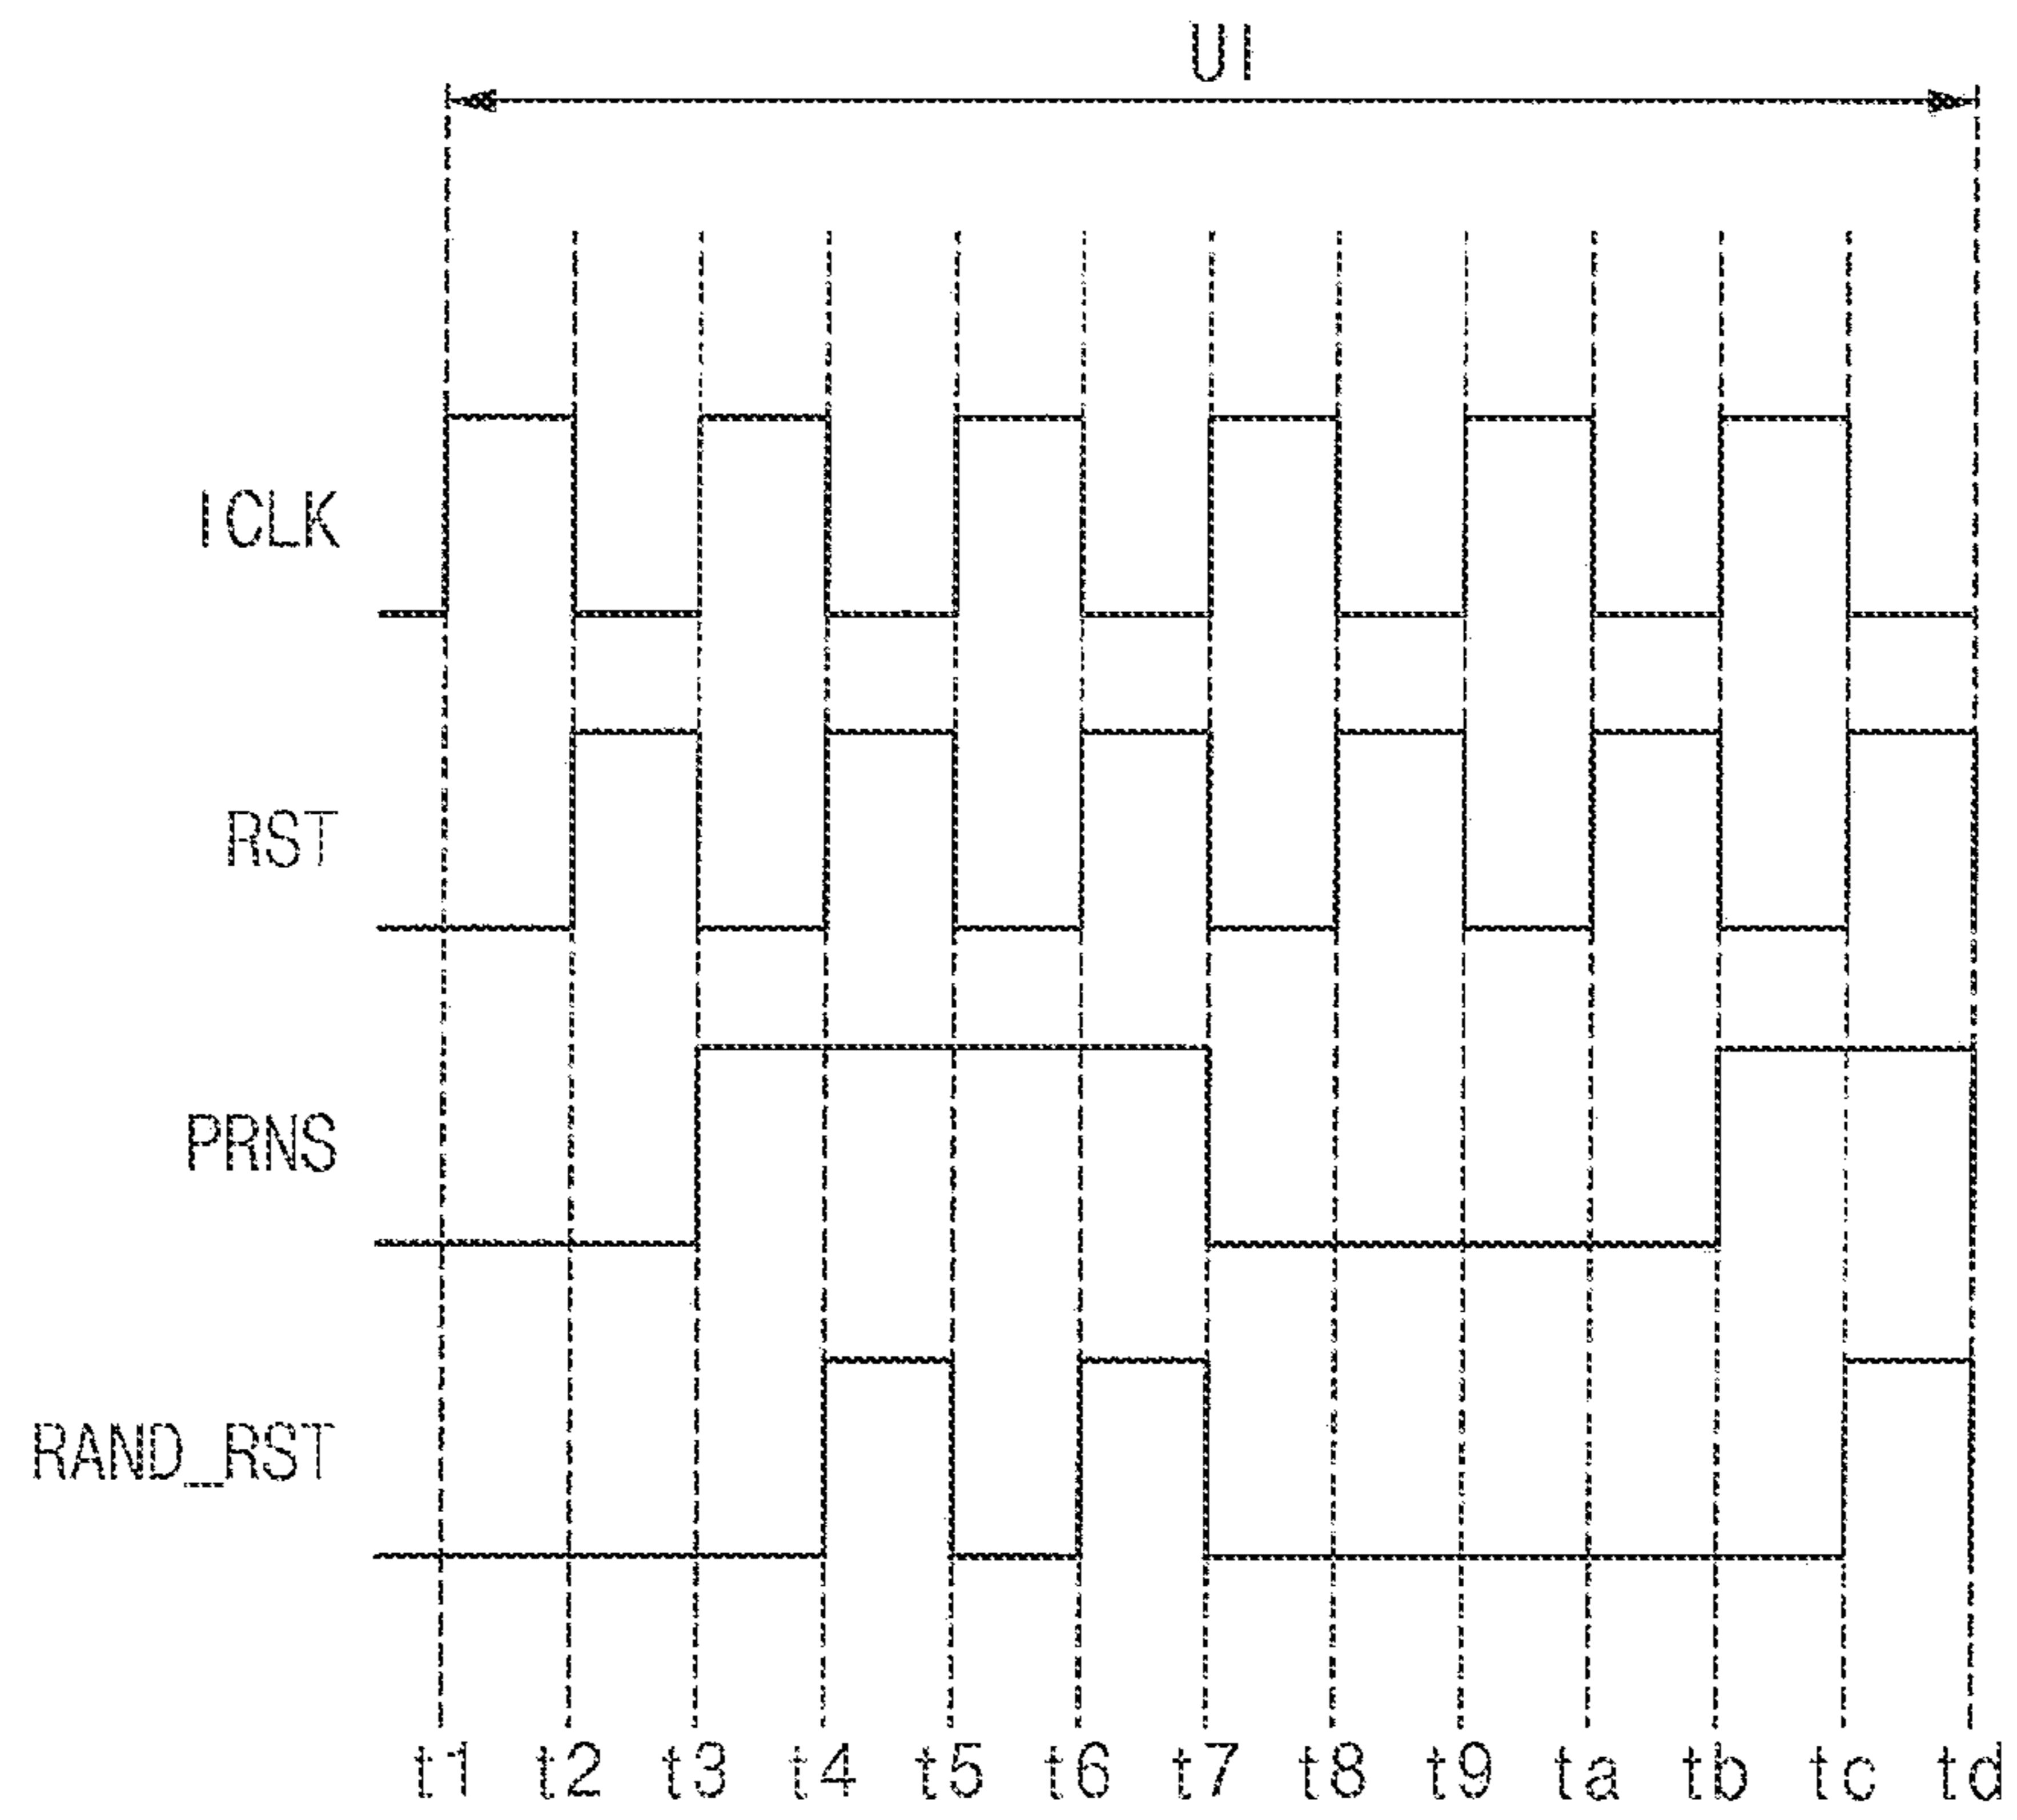 UI
ICLK
RST
PRNS
RAND_RST
t1 t2 t3 t4 t5 t6 t7 t8 t9 ta tb tc td